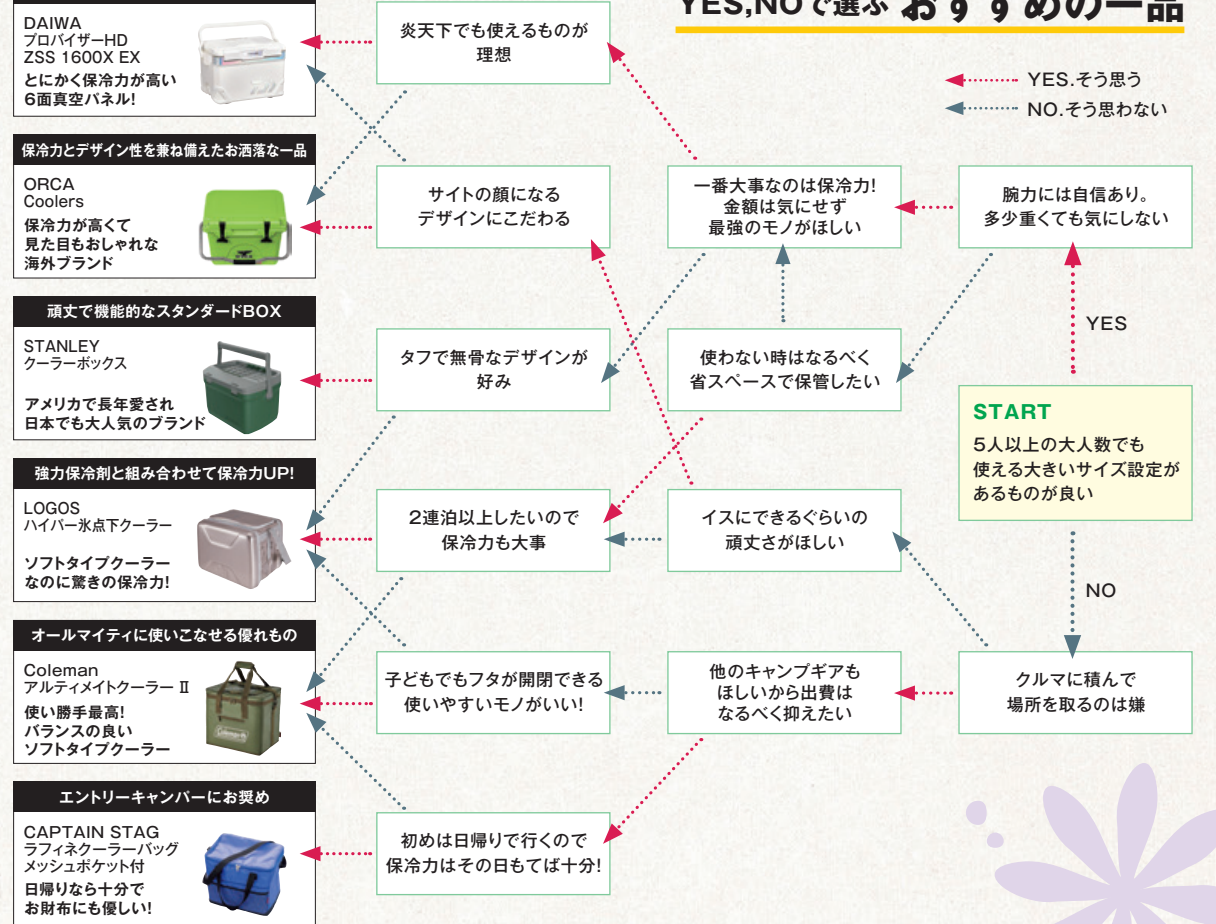 YES,NOで選ぶ おすすめの一品
YES.そう思う
NO.そう思わない
DAIWA
プロバイザーHD
ZSS 1600X EX
とにかく保冷力が高い
6面真空パネル!
保冷力とデザイン性を兼ね備えたお洒落な一品
ORCA
Coolers
保冷力が高くて
見た目もおしゃれな
海外ブランド
頑丈で機能的なスタンダードBOX
STANLEY
クーラーボックス
アメリカで長年愛され
日本でも大人気のブランド
強力保冷剤と組み合わせて保冷力UP!
LOGOS
ハイパー氷点下クーラー
ソフトタイプクーラー
なのに驚きの保冷力!
オールマイティに使いこなせる優れもの
Coleman
アルティメイトクーラー Ⅱ
使い勝手最高!
バランスの良い
ソフトタイプクーラー
Coleman
エントリーキャンパーにお奨め
CAPTAIN STAG
ラフィネクーラーバッグ
メッシュポケット付
日帰りなら十分で
お財布にも優しい!
炎天下でも使えるものが
理想
サイトの顔になる
デザインにこだわる
タフで無骨なデザインが
好み
2連泊以上したいので
保冷力も大事
子どもでもフタが開閉できる
使いやすいモノがいい!
初めは日帰りで行くので
保冷力はその日もてば十分!
一番大事なのは保冷力!
金額は気にせず
最強のモノがほしい
使わない時はなるべく
省スペースで保管したい
イスにできるぐらいの
頑丈さがほしい
他のキャンプギアも
ほしいから出費は
なるべく抑えたい
腕力には自信あり。
多少重くても気にしない
YES
START
5人以上の大人数でも
使える大きいサイズ設定が
あるものが良い
NO
クルマに積んで
場所を取るのは嫌